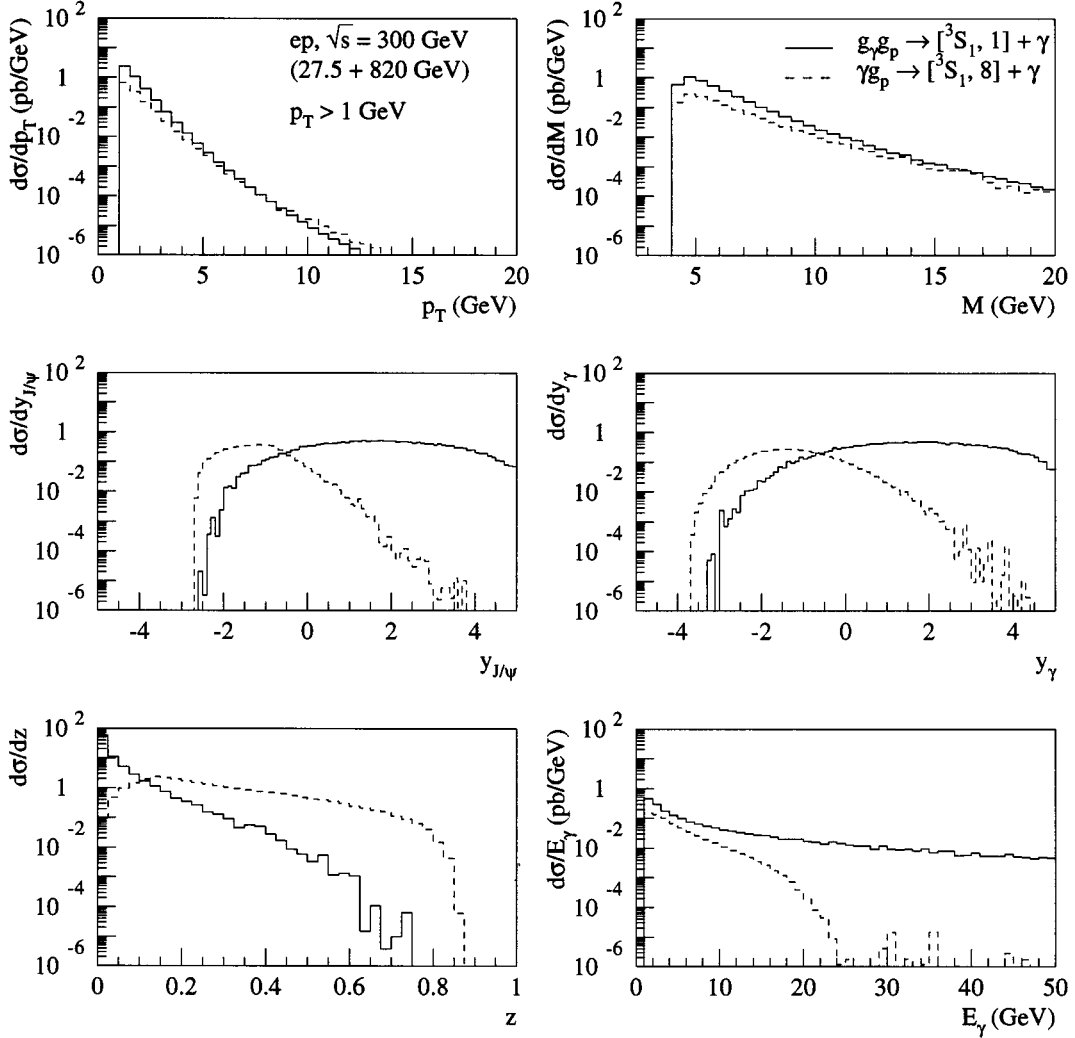 dσ/dp_T (pb/GeV)
10 2
1
10 -2
10 -4
10 -6
ep, √s = 300 GeV
(27.5 + 820 GeV)
p_T > 1 GeV
0 5 10 15 20
p_T (GeV)
dσ/dM (pb/GeV)
10 2
1
10 -2
10 -4
10 -6
g_γg_p → [³S₁, 1] + γ
γg_p → [³S₁, 8] + γ
5 10 15 20
M (GeV)
dσ/dy_J/ψ
10 2
1
10 -2
10 -4
10 -6
-4 -2 0 2 4
y_J/ψ
dσ/dy_γ
10 2
1
10 -2
10 -4
10 -6
-4 -2 0 2 4
y_γ
dσ/dz
10 2
1
10 -2
10 -4
10 -6
0 0.2 0.4 0.6 0.8 1
z
dσ/E_γ (pb/GeV)
10 2
1
10 -2
10 -4
10 -6
0 10 20 30 40 50
E_γ (GeV)